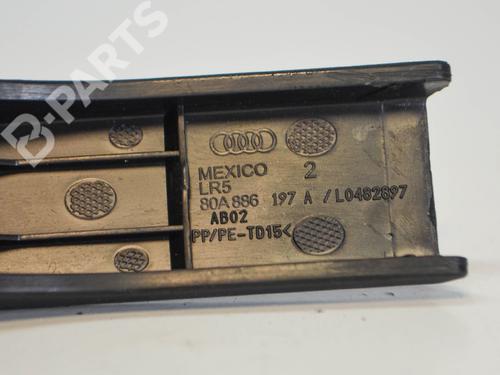 B-PARTS
MEXICO 2
LR5
80A 886 197 A / L0482897
AB02
PP/PE-TD15<